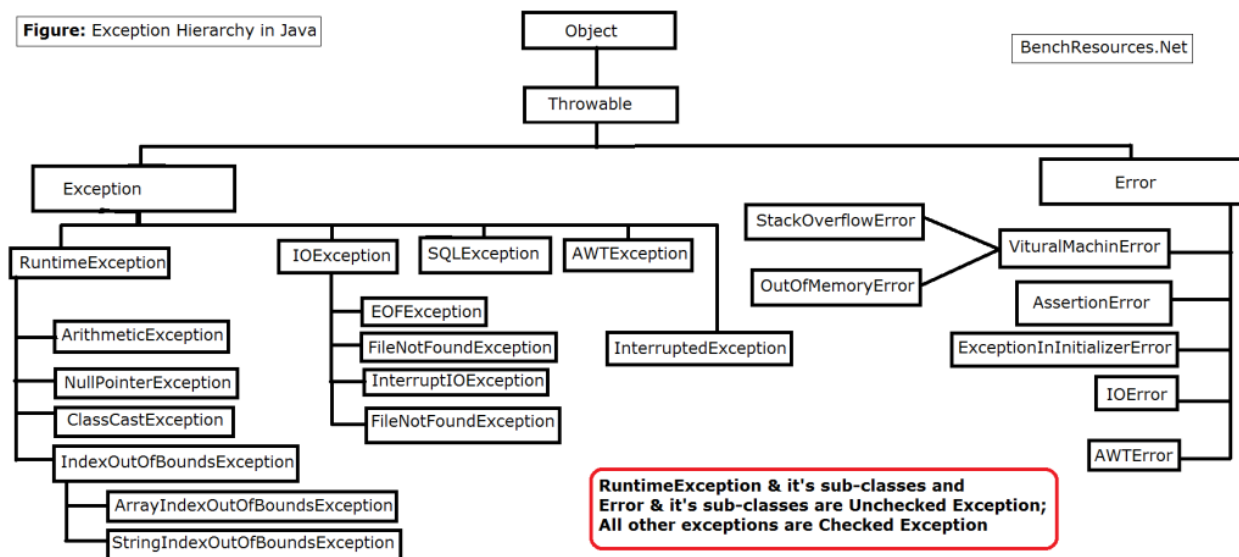 Figure: Exception Hierarchy in Java
Object
BenchResources.Net
Throwable
Exception
Error
RuntimeException
IOException
SQLException
AWTException
StackOverflowError
VituralMachinError
OutOfMemoryError
AssertionError
EOFException
ArithmeticException
FileNotFoundException
InterruptedException
ExceptionInInitializerError
NullPointerException
InterruptIOException
IOError
ClassCastException
FileNotFoundException
AWTError
IndexOutOfBoundsException
ArrayIndexOutOfBoundsException
StringIndexOutOfBoundsException
RuntimeException & it's sub-classes and
Error & it's sub-classes are Unchecked Exception;
All other exceptions are Checked Exception